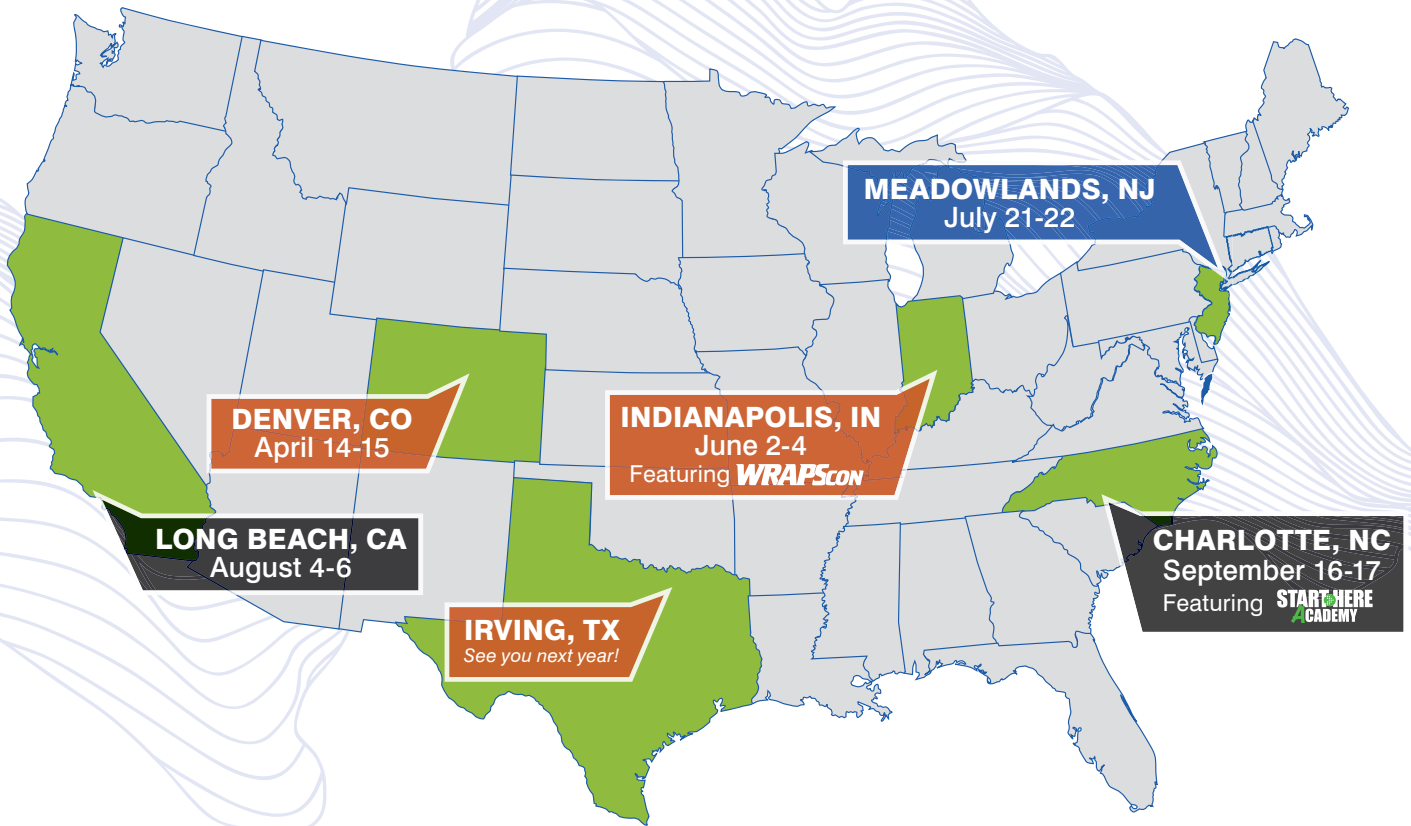 MEADOWLANDS, NJ
July 21-22
DENVER, CO
April 14-15
INDIANAPOLIS, IN
June 2-4
Featuring WRAPSCON
LONG BEACH, CA
August 4-6
CHARLOTTE, NC
September 16-17
Featuring START HERE
ACADEMY
IRVING, TX
See you next year!